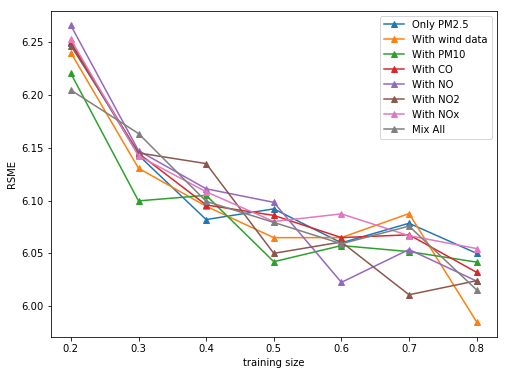 6.25
6.20
6.15
6.10
6.05
6.00
RSME
0.2 0.3 0.4 0.5 0.6 0.7 0.8
training size
Only PM2.5
With wind data
With PM10
With CO
With NO
With NO2
With NOx
Mix All